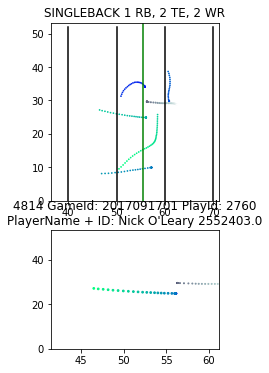 SINGLEBACK 1 RB, 2 TE, 2 WR
50
40
30
20
10
0
40 50 60 70
4814 GameId: 2017091701 PlayId: 2760
PlayerName + ID: Nick O'Leary 2552403.0
40
20
0
45 50 55 60